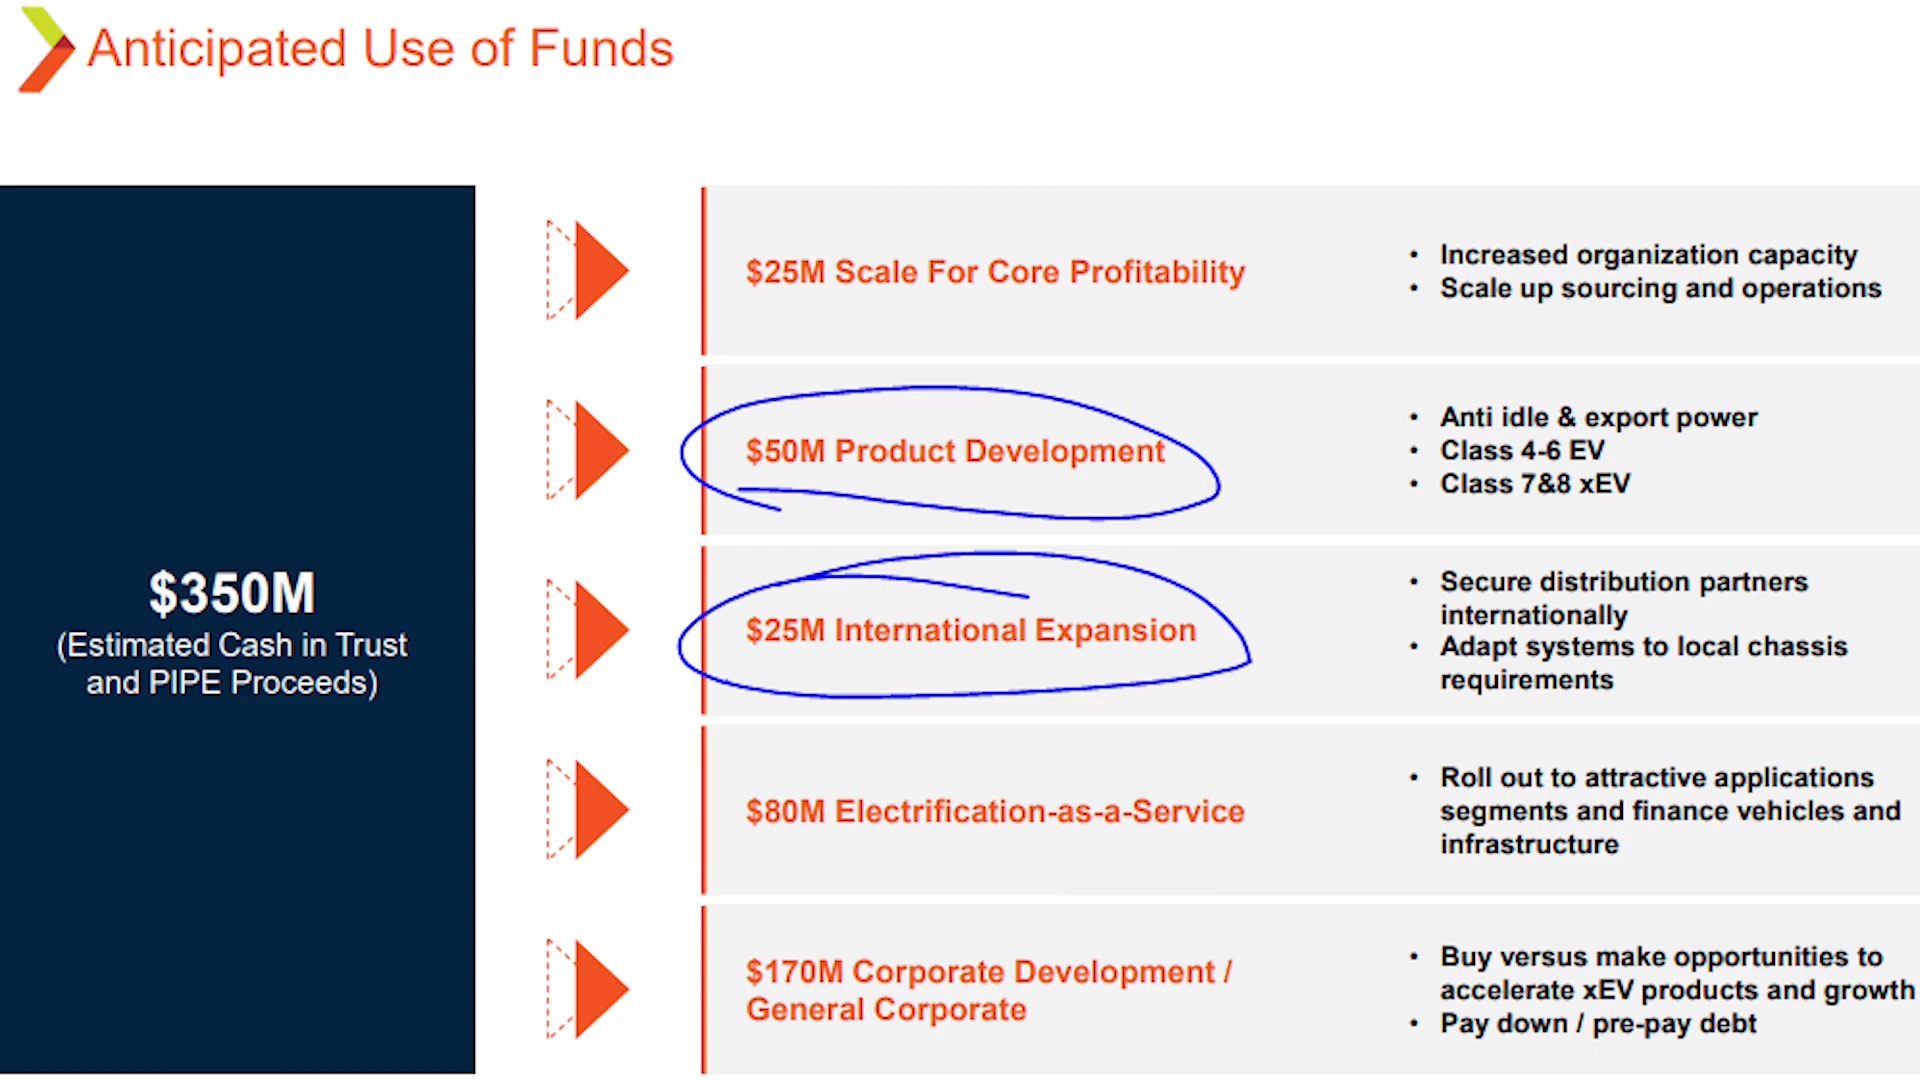 Anticipated Use of Funds
$350M
(Estimated Cash in Trust
and PIPE Proceeds)
$25M Scale For Core Profitability
• Increased organization capacity
• Scale up sourcing and operations
$50M Product Development
• Anti idle & export power
• Class 4-6 EV
• Class 7&8 xEV
$25M International Expansion
• Secure distribution partners
internationally
• Adapt systems to local chassis
requirements
$80M Electrification-as-a-Service
• Roll out to attractive applications
segments and finance vehicles and
infrastructure
$170M Corporate Development /
General Corporate
• Buy versus make opportunities to
accelerate xEV products and growth
• Pay down / pre-pay debt